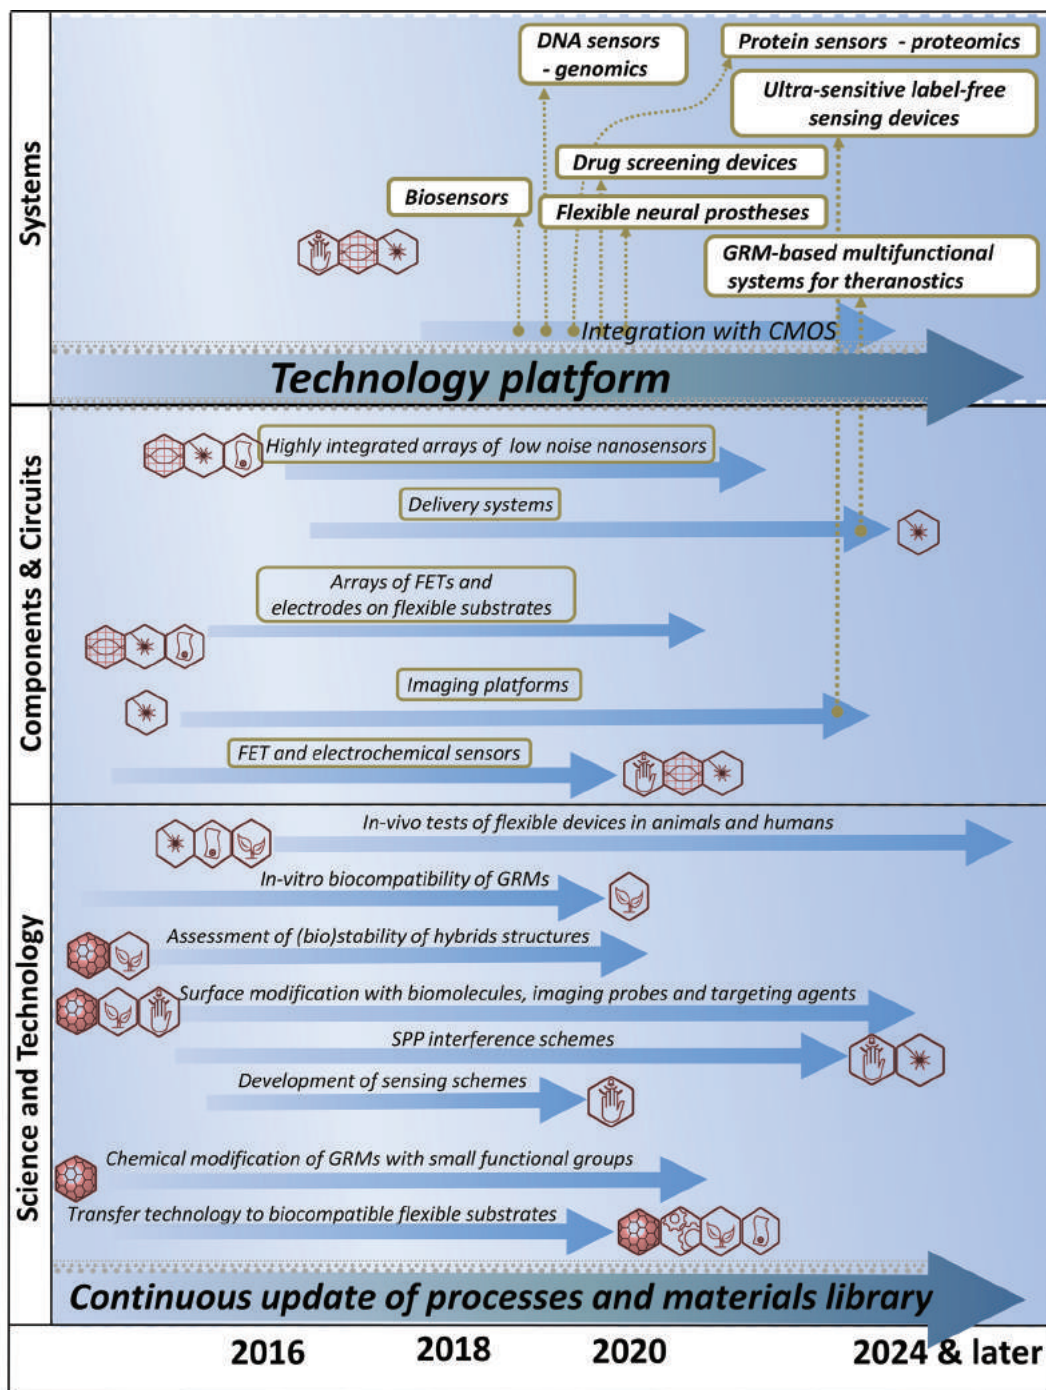 Systems
DNA sensors
- genomics
Protein sensors - proteomics
Ultra-sensitive label-free
sensing devices
Drug screening devices
Biosensors
Flexible neural prostheses
GRM-based multifunctional
systems for theranostics
Integration with CMOS
Technology platform
Components & Circuits
Highly integrated arrays of low noise nanosensors
Delivery systems
Arrays of FETs and
electrodes on flexible substrates
Imaging platforms
FET and electrochemical sensors
Science and Technology
In-vivo tests of flexible devices in animals and humans
In-vitro biocompatibility of GRMs
Assessment of (bio)stability of hybrids structures
Surface modification with biomolecules, imaging probes and targeting agents
SPP interference schemes
Development of sensing schemes
Chemical modification of GRMs with small functional groups
Transfer technology to biocompatible flexible substrates
Continuous update of processes and materials library
2016 2018 2020 2024 & later